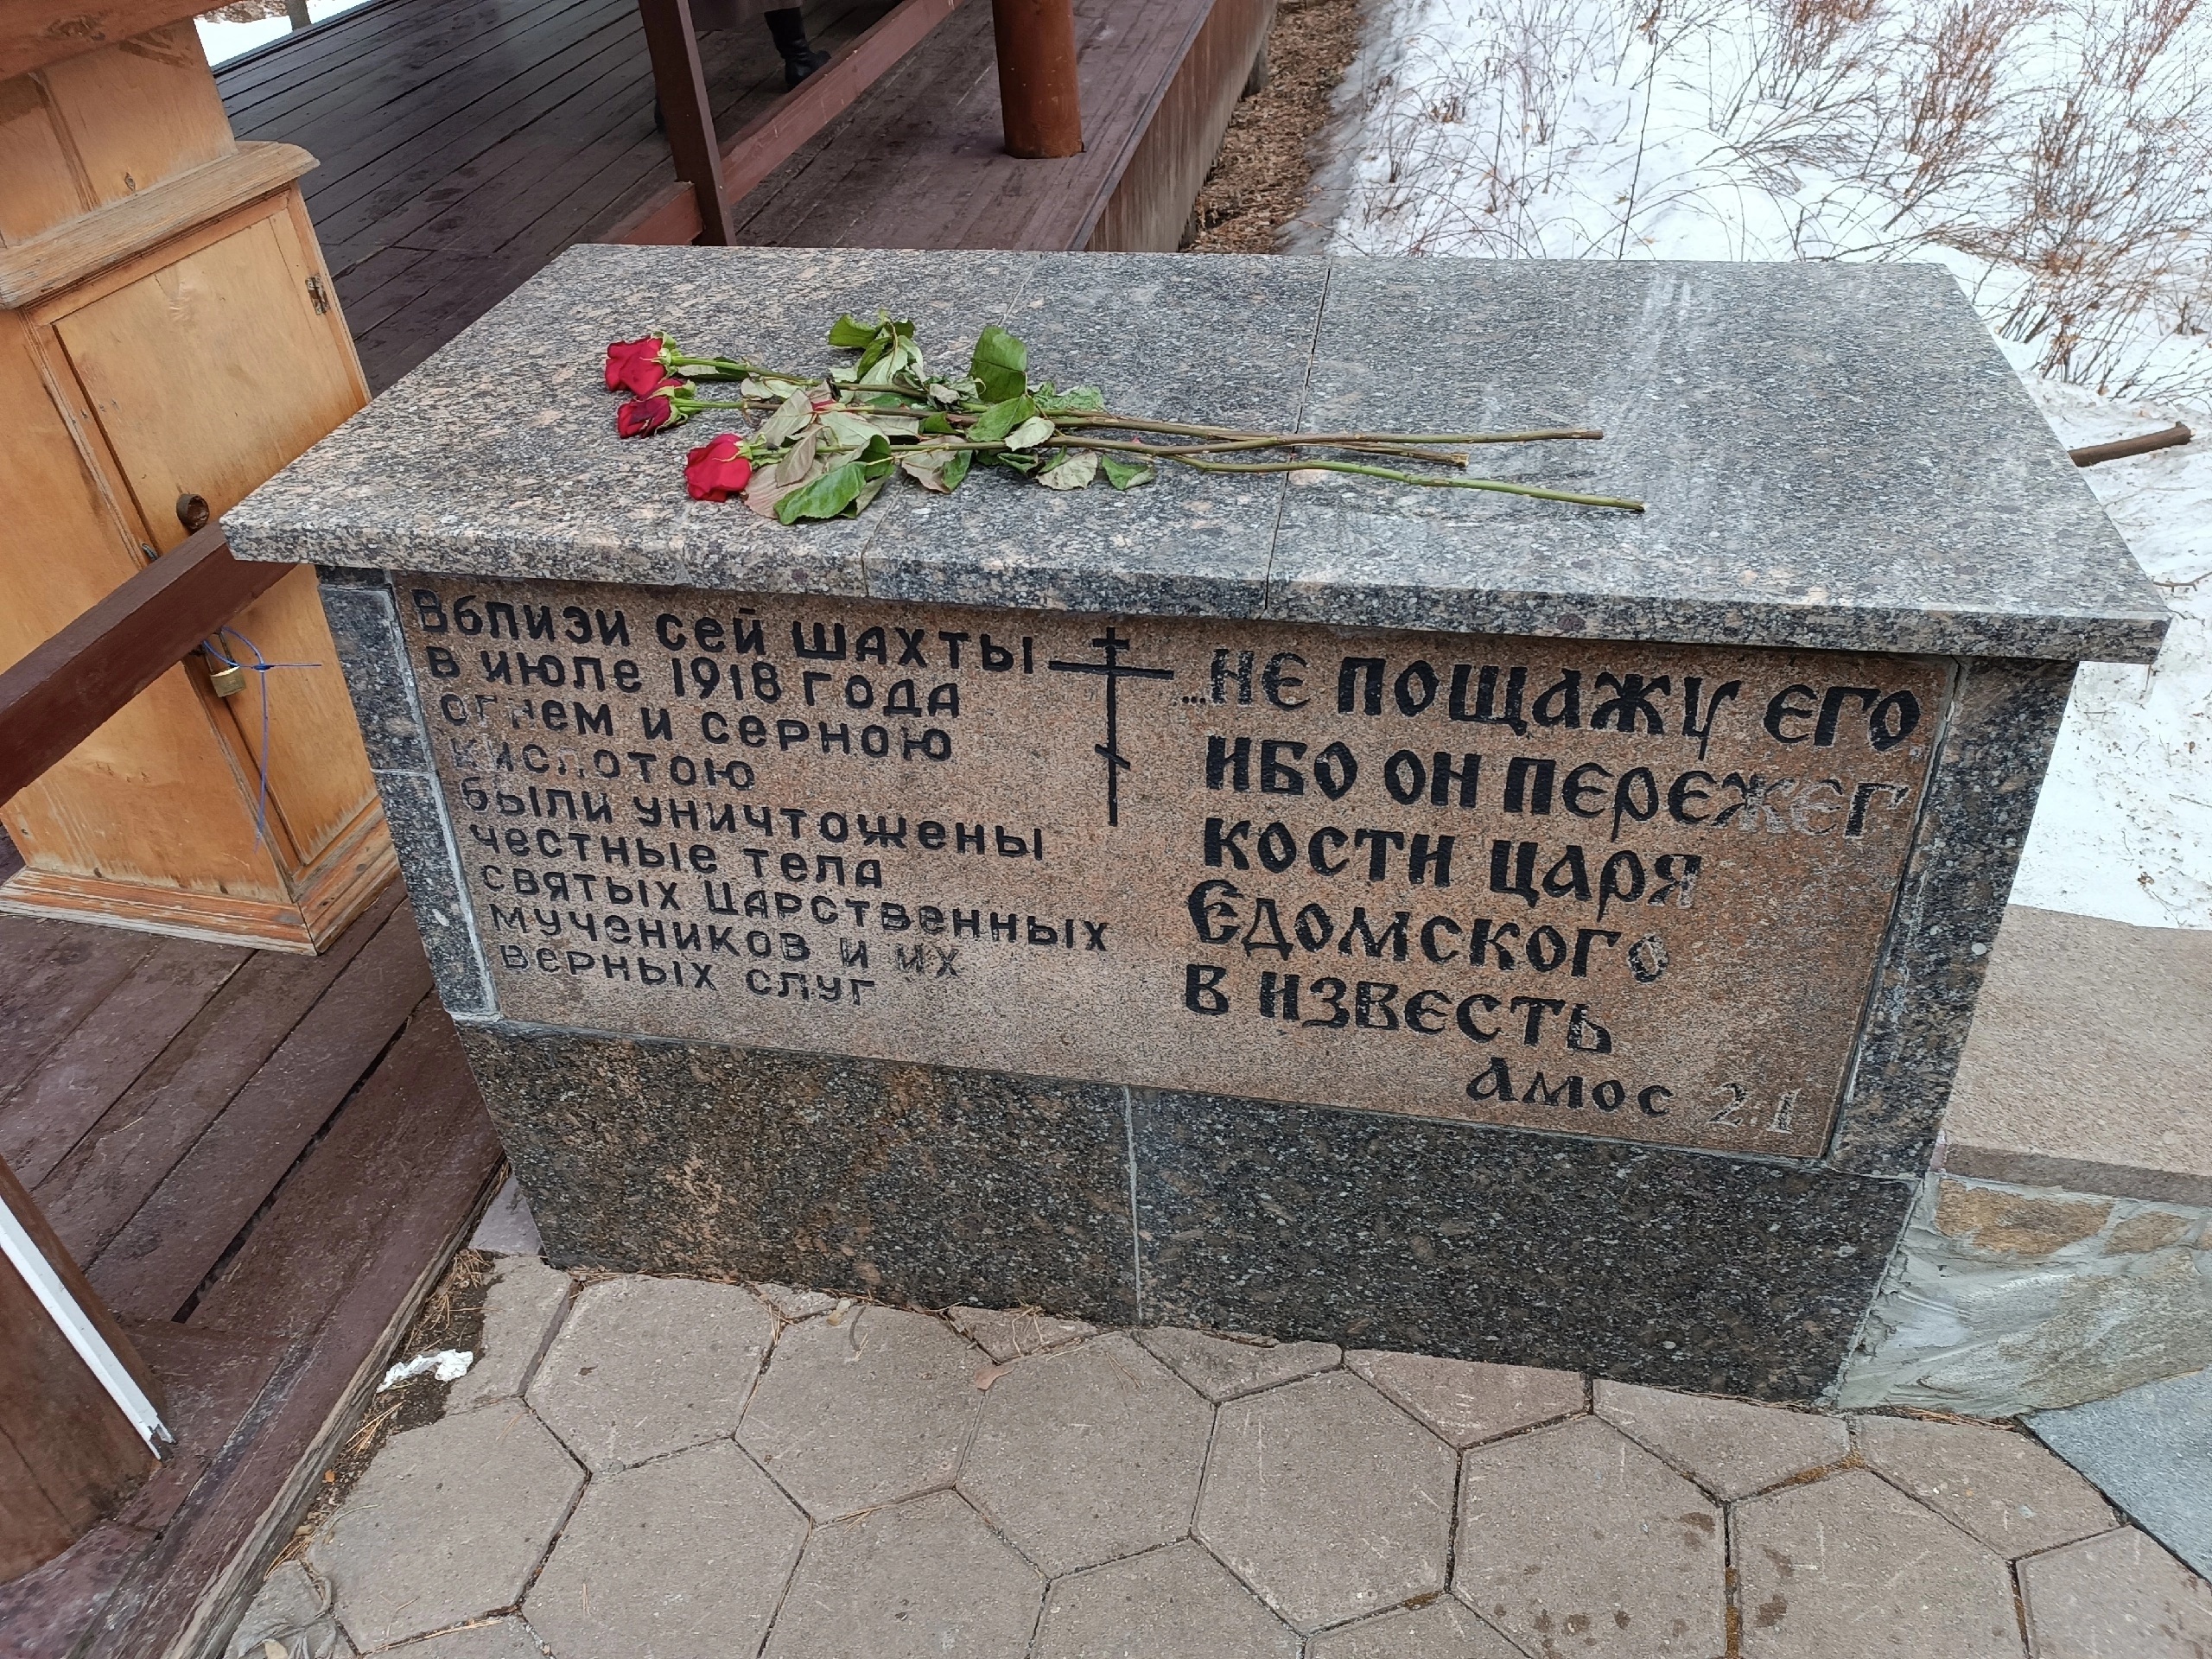 Вблизи сей шахты
в июле 1918 года
огнем и серною
кислотою
были уничтожены
честные тела
святых Царственных
мучеников и их
верных слуг
...не пощажу его
ибо он пережег
кости царя
Едомского
в известь
Амос 2.1